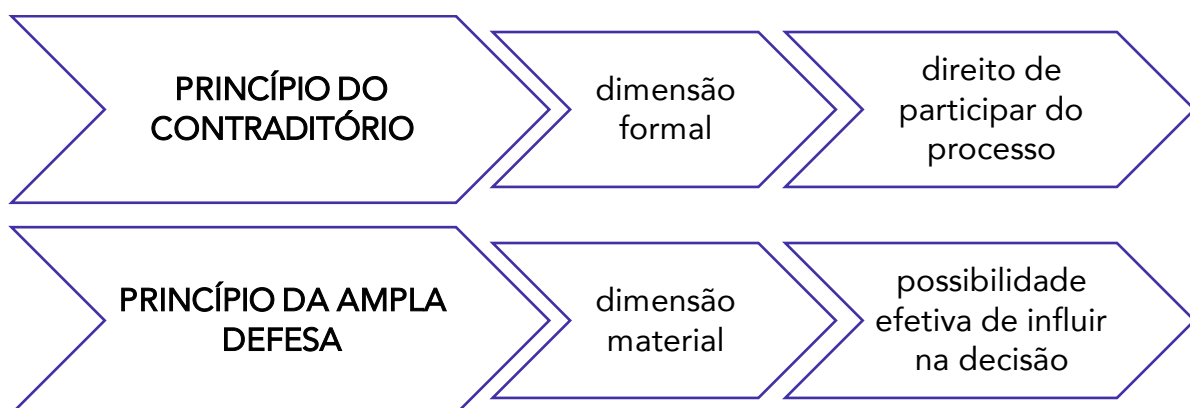 PRINCÍPIO DO
CONTRADITÓRIO
dimensão
formal
direito de
participar do
processo
PRINCÍPIO DA AMPLA
DEFESA
dimensão
material
possibilidade
efetiva de influir
na decisão